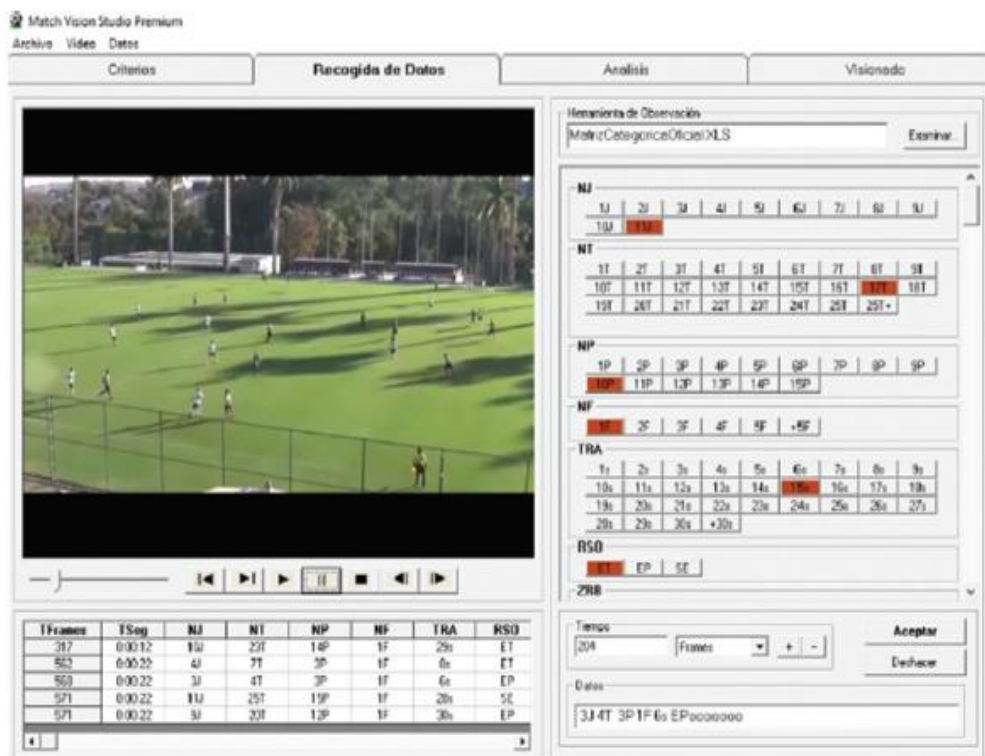 Match Vision Studio Premium
Archivo Video Datos
Criterios Recogida de Datos Analisis Visionado
Herramienta de Observación
MatrizCategoricaOficial.XLS Examinar...
NJ
1J 2J 3J 4J 5J 6J 7J 8J 9J
10J 11J
NT
1T 2T 3T 4T 5T 6T 7T 8T 9T
10T 11T 12T 13T 14T 15T 16T 17T 18T
19T 20T 21T 22T 23T 24T 25T 25T+
NP
1P 2P 3P 4P 5P 6P 7P 8P 9P
10P 11P 13P 14P 15P
NF
1F 2F 3F 4F 5F +5F
TRA
1s 2s 3s 4s 5s 6s 7s 8s 9s
10s 11s 12s 13s 14s 15s 16s 17s 18s
19s 20s 21s 22s 23s 24s 25s 26s 27s
28s 29s 30s +30s
RSO
ET EP SE
ZRB
TFrames TSeg NJ NT NP NF TRA RSO
317 0:00:12 10J 23T 14P 1F 29s ET
562 0:00:22 4J 7T 3P 1F ET
0:00:22 3J 4T 3P 1F 6s EP
571 0:00:22 11J 25T 15P 1F 28s SE
571 0:00:22 20T 12P 1F 30s EP
Tiempo
204 Frames + - Aceptar
Deshacer
Datos
3J 4T 3P 1F 6s EPooooooo